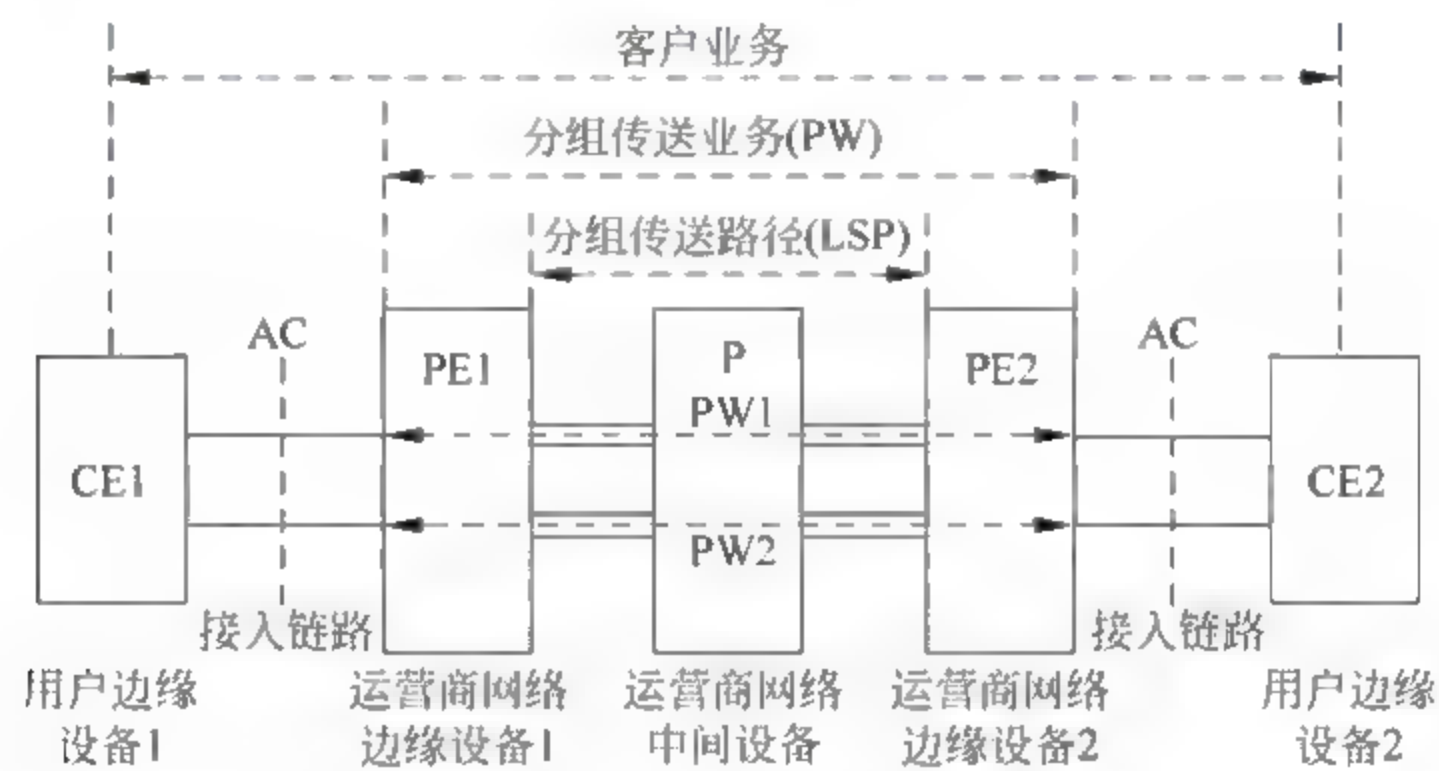 客户业务
分组传送业务(PW)
分组传送路径(LSP)
AC
AC
PE1
P
PE2
PW1
CE1
CE2
PW2
接入链路
接入链路
用户边缘
设备1
运营商网络
边缘设备1
运营商网络
中间设备
运营商网络
边缘设备2
用户边缘
设备2